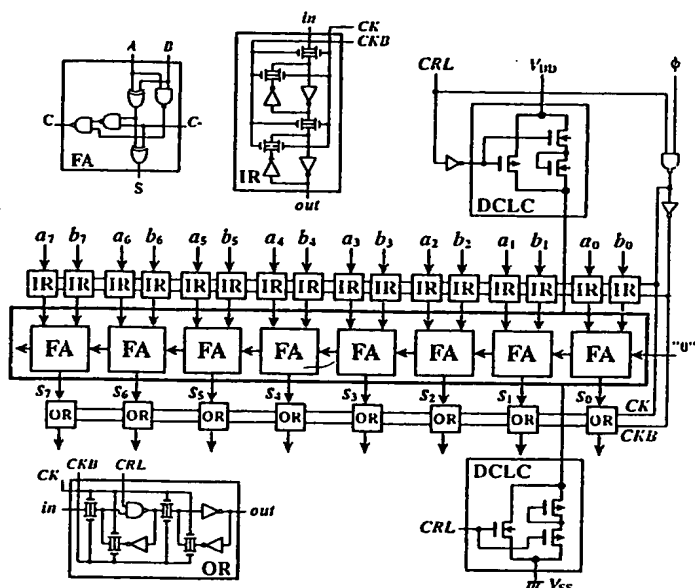 in
CK
CKB
A B
CRL
V_DD
ϕ
C
C-
FA
S
IR
out
DCLC
a7 b7 a6 b6 a5 b5 a4 b4 a3 b3 a2 b2 a1 b1 a0 b0
IR IR IR IR IR IR IR IR IR IR IR IR IR IR IR IR
FA FA FA FA FA FA FA FA
"0"
S7 S6 S5 S4 S3 S2 S1 S0
OR OR OR OR OR OR OR OR
CK
CKB
CKB CRL
CK
in
out
OR
DCLC
CRL
V_SS